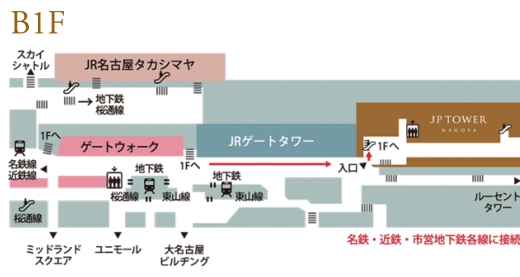 B1F
スカイ
シャトル
JR名古屋タカシマヤ
地下鉄
桜通線
1Fへ
ゲートウォーク
JRゲートタワー
JP TOWER
NAGOYA
1Fへ
1Fへ
入口
名鉄線
近鉄線
地下鉄
地下鉄
桜通線
東山線
東山線
桜通線
ルーセント
タワー
名鉄・近鉄・市営地下鉄各線に接続
ミッドランド
スクエア
ユニモール
大名古屋
ビルヂング